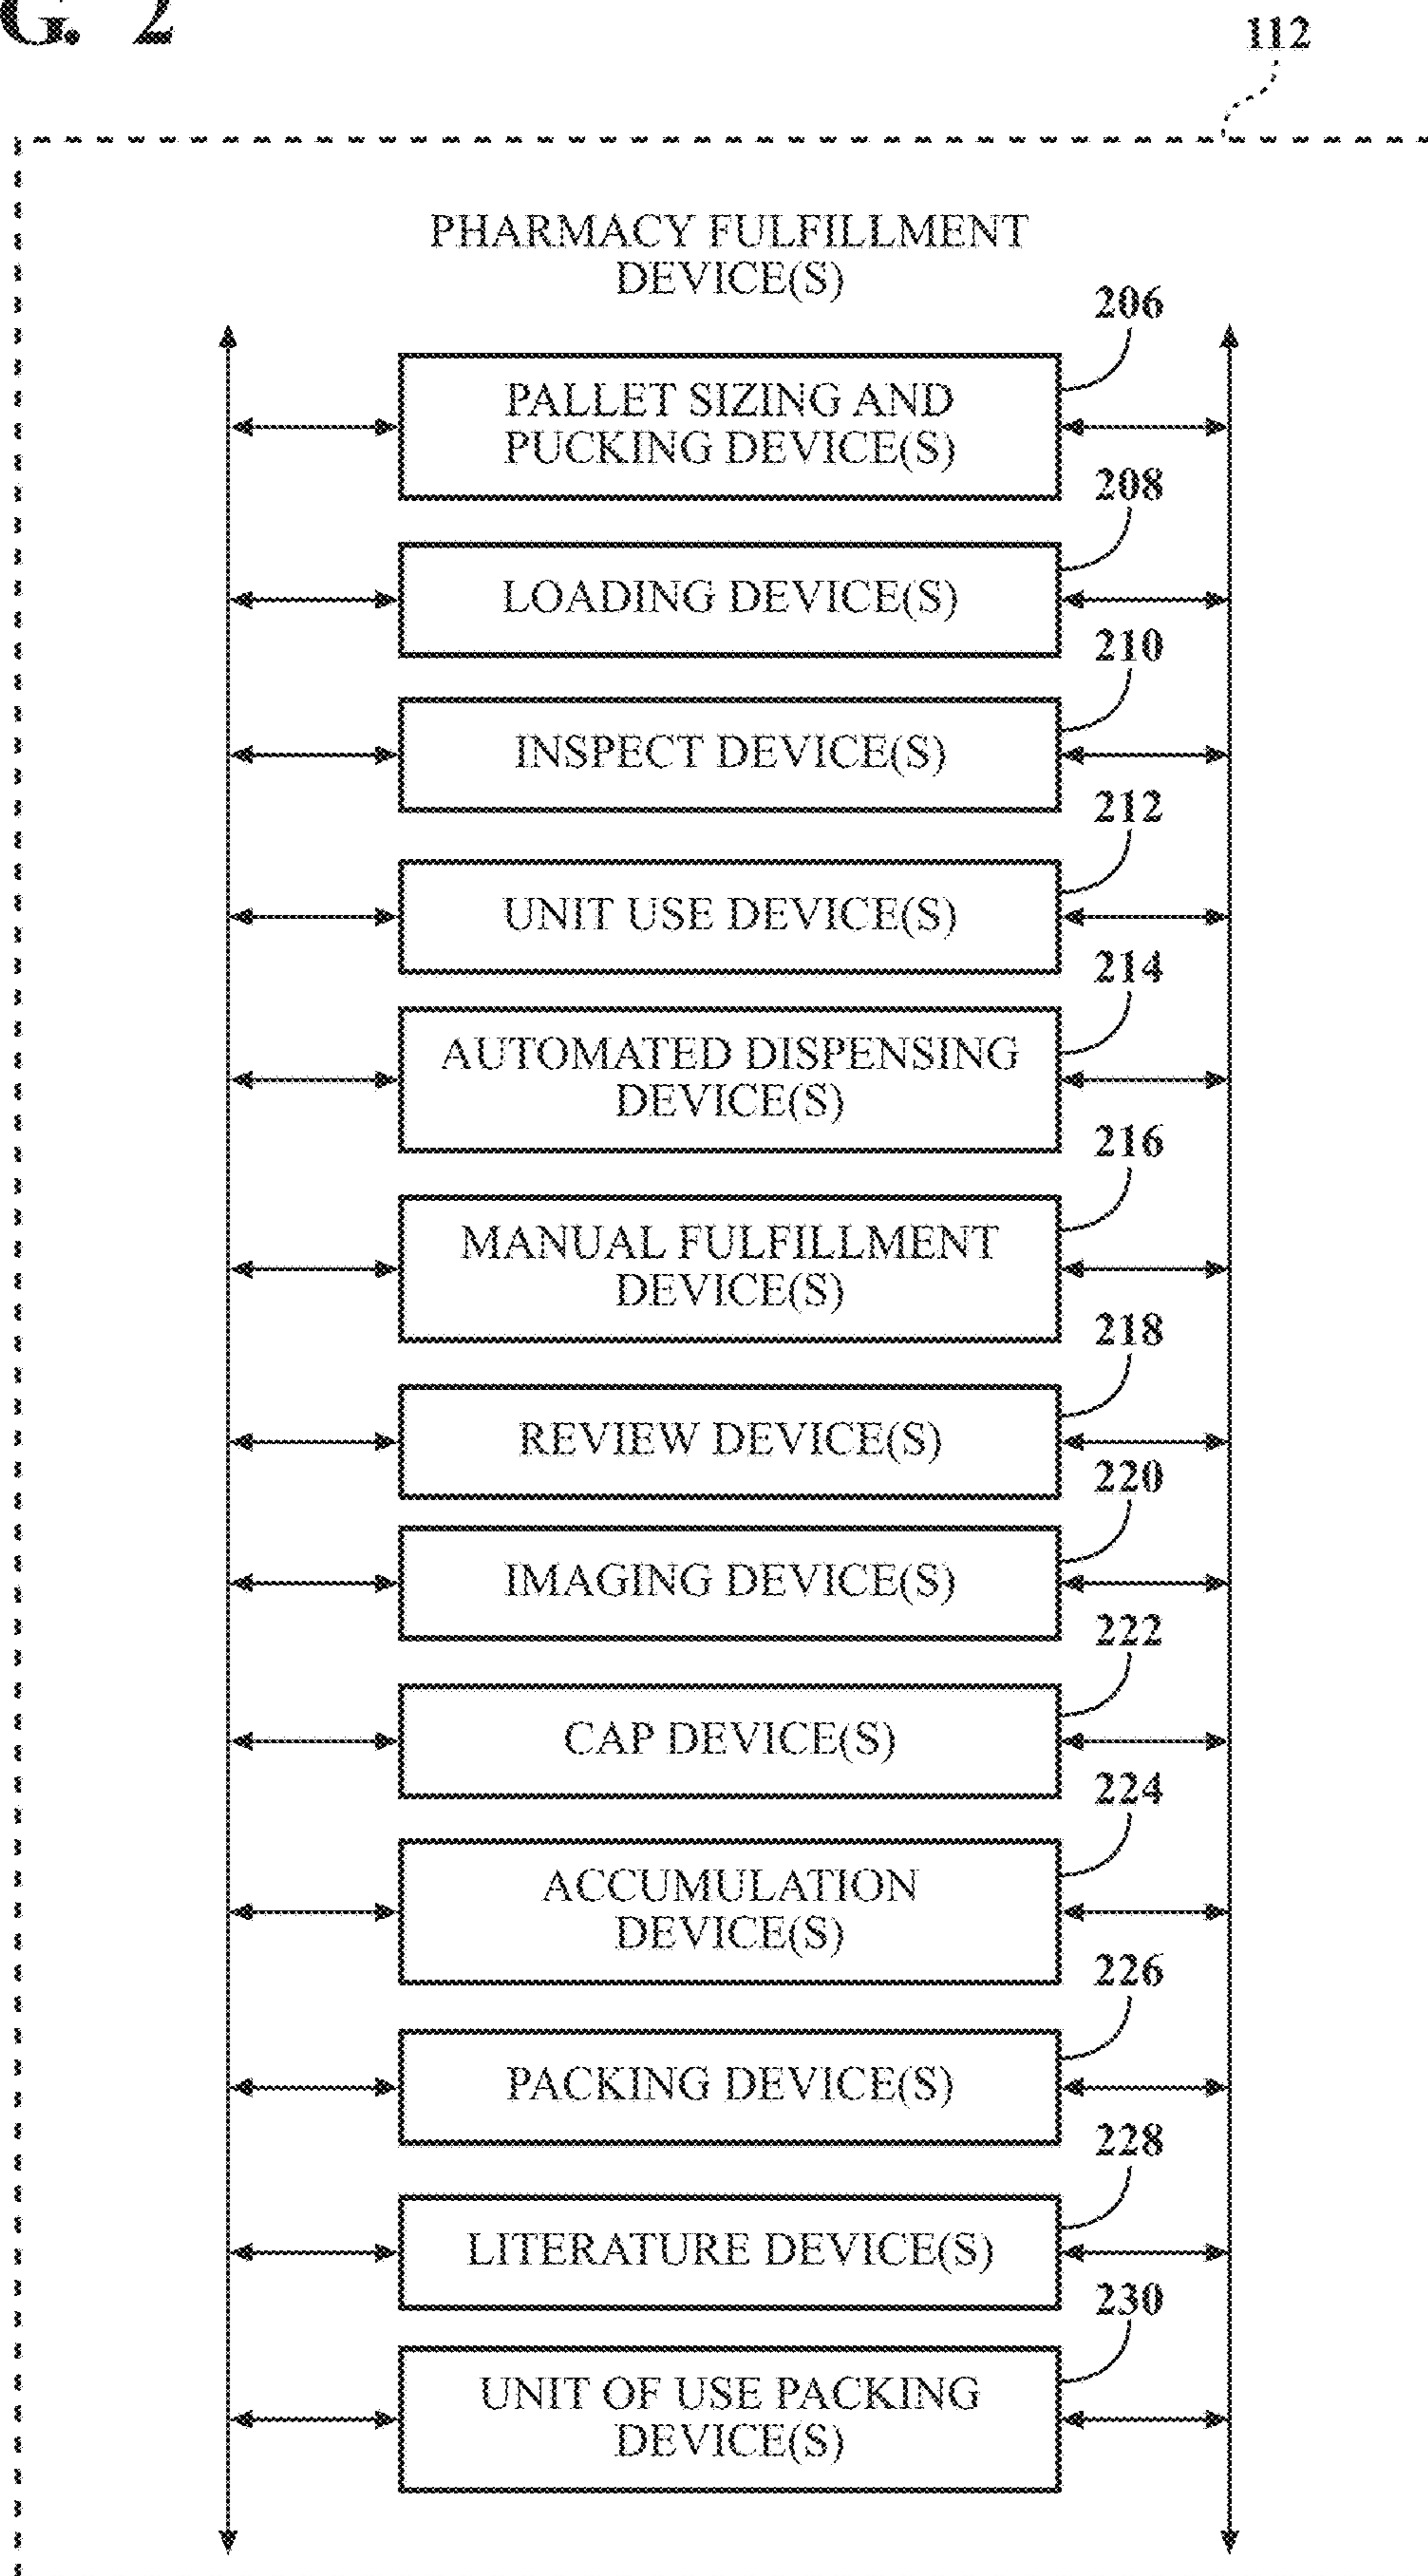 G. 2
112
PHARMACY FULFILLMENT
DEVICE(S)
206
PALLET SIZING AND
PUCKING DEVICE(S)
208
LOADING DEVICE(S)
210
INSPECT DEVICE(S)
212
UNIT USE DEVICE(S)
214
AUTOMATED DISPENSING
DEVICE(S)
216
MANUAL FULFILLMENT
DEVICE(S)
218
REVIEW DEVICE(S)
220
IMAGING DEVICE(S)
222
CAP DEVICE(S)
224
ACCUMULATION
DEVICE(S)
226
PACKING DEVICE(S)
228
LITERATURE DEVICE(S)
230
UNIT OF USE PACKING
DEVICE(S)